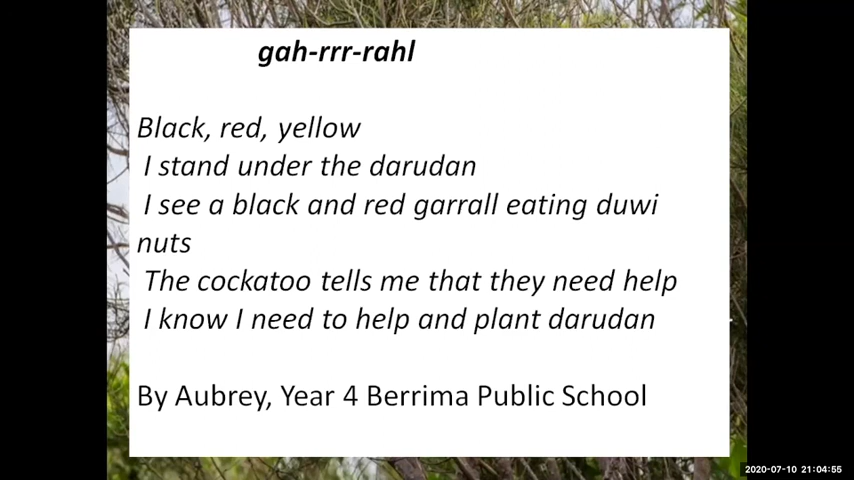 gah-rrr-rahl
Black, red, yellow
I stand under the darudan
I see a black and red garrall eating duwi
nuts
The cockatoo tells me that they need help
I know I need to help and plant darudan
By Aubrey, Year 4 Berrima Public School
2020-07-10 21:04:55